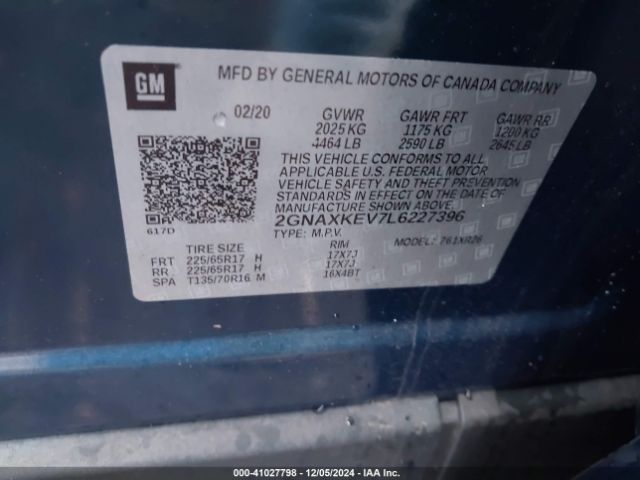 GM
MFD BY GENERAL MOTORS OF CANADA COMPANY
02/20 GVWR GAWR FRT GAWR RR
2025 KG 1175 KG 1200 KG
4464 LB 2590 LB 2645 LB
THIS VEHICLE CONFORMS TO ALL
APPLICABLE U.S. FEDERAL MOTOR
VEHICLE SAFETY AND THEFT PREVENTION
STANDARDS IN EFFECT ON THE DATE OF
MANUFACTURE SHOWN ABOVE.
2GNAXKEV7L6227396
617D TYPE: M.P.V. MODEL: 761XR26
TIRE SIZE RIM
FRT 225/65R17 H 17X7J
RR 225/65R17 H 17X7J
SPA T135/70R16 M 16X4BT
000-41027798 - 12/05/2024 - IAA Inc.